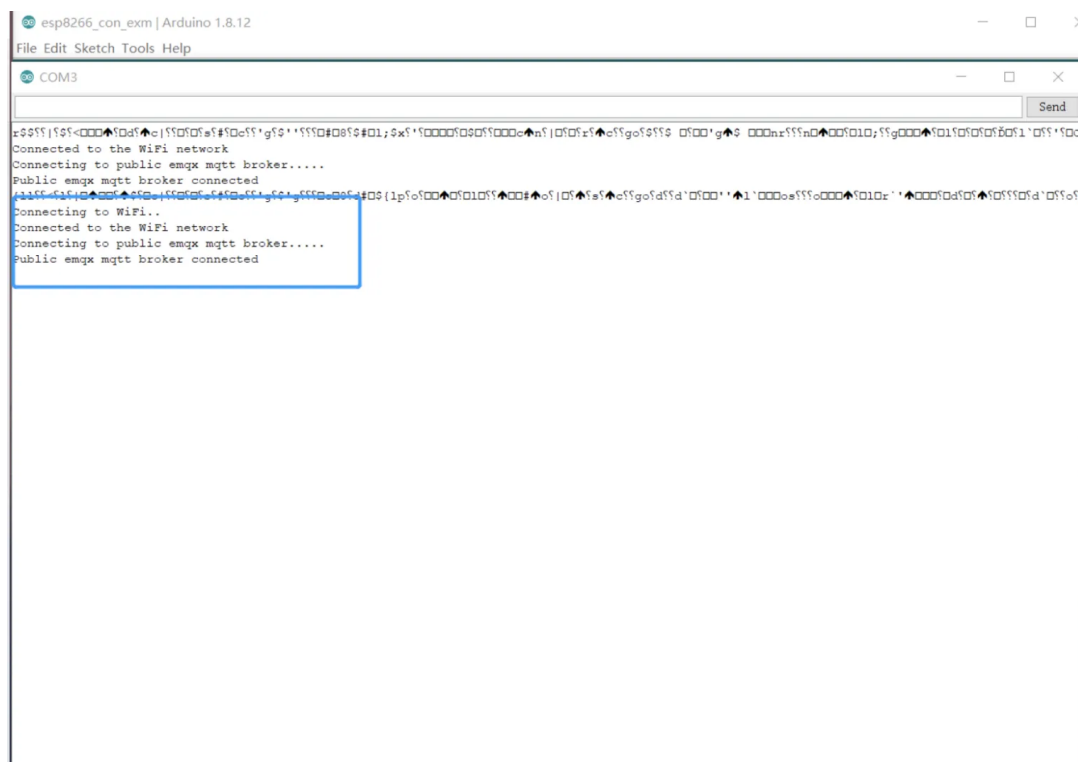 esp8266_con_exm | Arduino 1.8.12
File Edit Sketch Tools Help
COM3
Send
Connected to the WiFi network
Connecting to public emqx mqtt broker.....
Public emqx mqtt broker connected
Connecting to WiFi..
Connected to the WiFi network
Connecting to public emqx mqtt broker.....
Public emqx mqtt broker connected